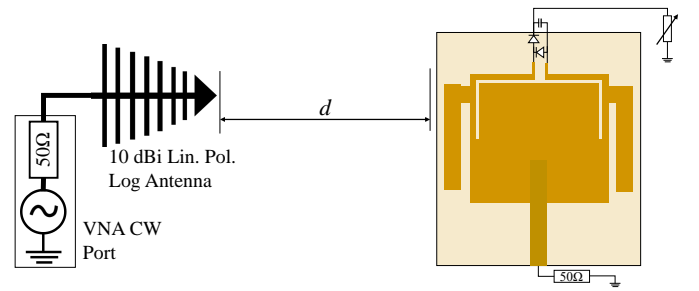 50Ω
10 dBi Lin. Pol.
Log Antenna
VNA CW
Port
d
50Ω